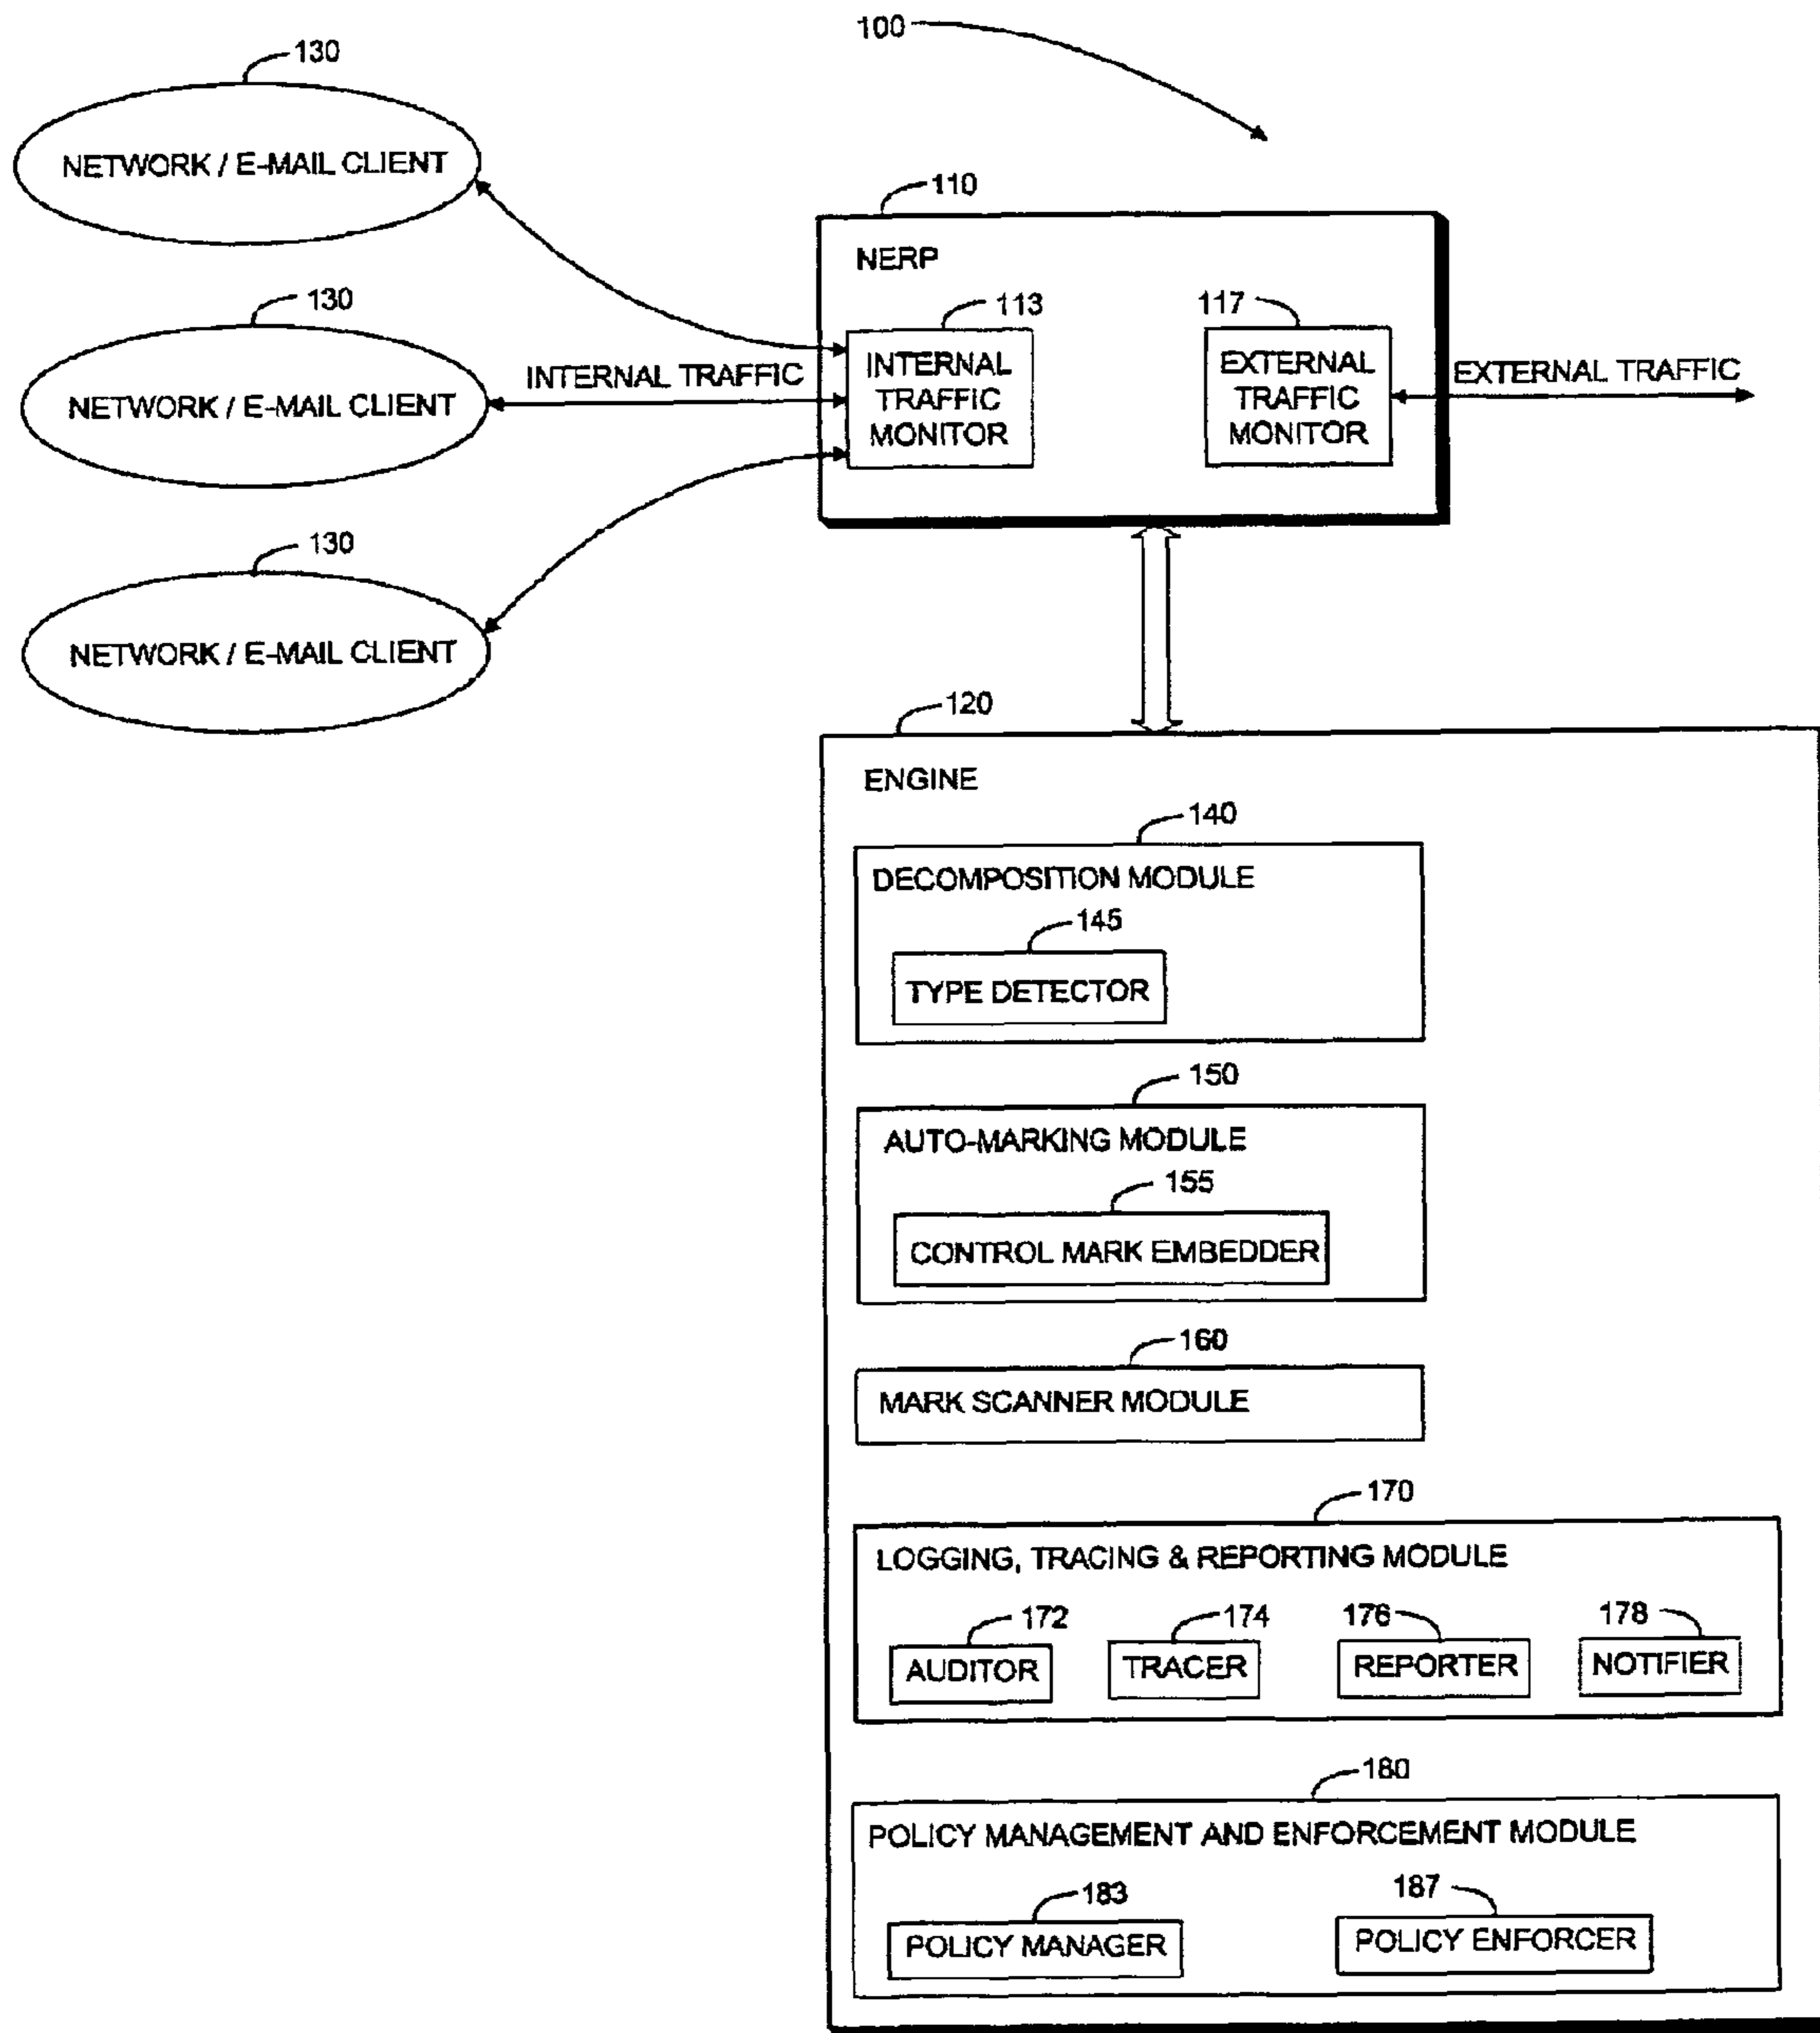 100
130
NETWORK / E-MAIL CLIENT
110
NERP
130
113
117
NETWORK / E-MAIL CLIENT
INTERNAL TRAFFIC
INTERNAL
TRAFFIC
MONITOR
EXTERNAL
TRAFFIC
MONITOR
EXTERNAL TRAFFIC
130
NETWORK / E-MAIL CLIENT
120
ENGINE
140
DECOMPOSITION MODULE
145
TYPE DETECTOR
150
AUTO-MARKING MODULE
155
CONTROL MARK EMBEDDER
160
MARK SCANNER MODULE
170
LOGGING, TRACING & REPORTING MODULE
172
174
176
178
AUDITOR
TRACER
REPORTER
NOTIFIER
180
POLICY MANAGEMENT AND ENFORCEMENT MODULE
183
187
POLICY MANAGER
POLICY ENFORCER